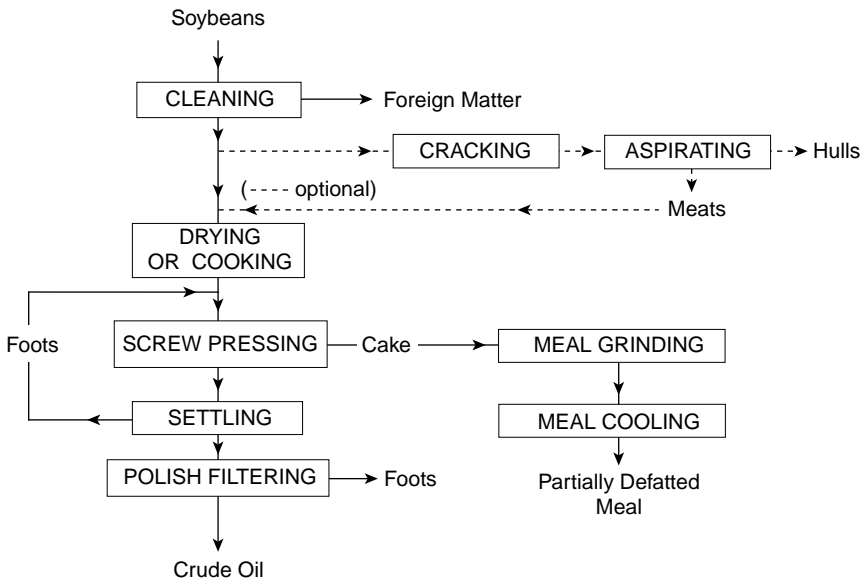 Soybeans
CLEANING
Foreign Matter
CRACKING
ASPIRATING
Hulls
(---- optional)
Meats
DRYING
OR COOKING
Foots
SCREW PRESSING
Cake
MEAL GRINDING
SETTLING
MEAL COOLING
POLISH FILTERING
Foots
Partially Defatted
Meal
Crude Oil